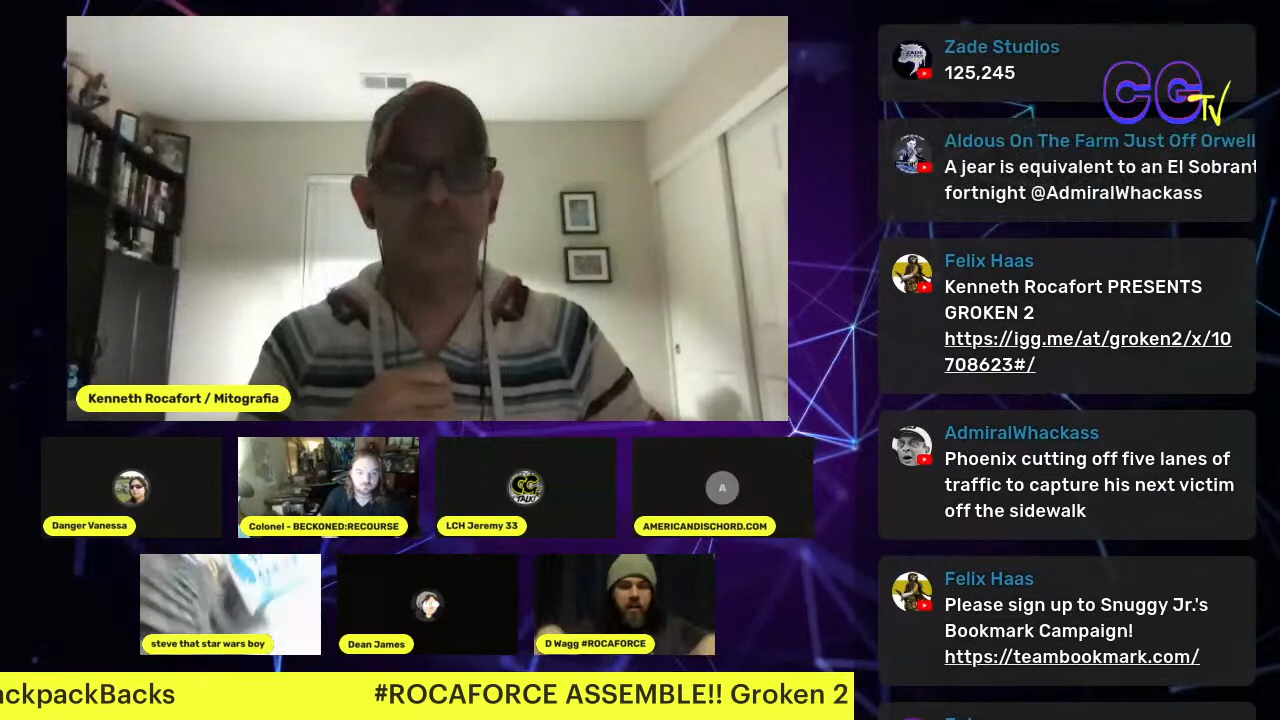 Kenneth Rocafort / Mitografia
Danger Vanessa
Colonel - BECKONED:RECOURSE
LCH Jeremy 33
A
AMERICANDISCHORD.COM
steve that star wars boy
Dean James
D Wagg #ROCAFORCE
ackpackBacks
#ROCAFORCE ASSEMBLE!! Groken 2
Zade Studios
125,245
CG TV
Aldous On The Farm Just Off Orwell
A jear is equivalent to an El Sobrant
fortnight @AdmiralWhackass
Felix Haas
Kenneth Rocafort PRESENTS
GROKEN 2
https://igg.me/at/groken2/x/10
708623#/
AdmiralWhackass
Phoenix cutting off five lanes of
traffic to capture his next victim
off the sidewalk
Felix Haas
Please sign up to Snuggy Jr.'s
Bookmark Campaign!
https://teambookmark.com/